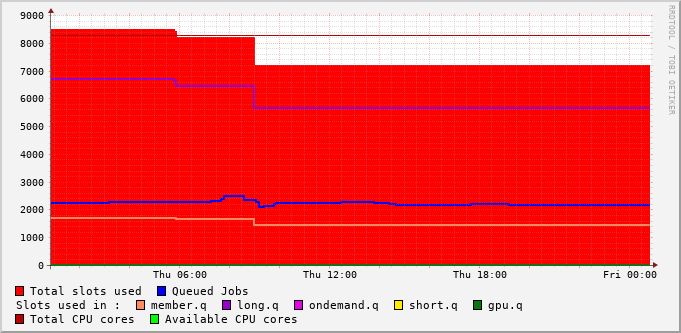 9000
8000
7000
6000
5000
4000
3000
2000
1000
0
Thu 06:00 Thu 12:00 Thu 18:00 Fri 00:00
RRDTOOL / TOBI OETIKER
Total slots used Queued Jobs
Slots used in : member.q long.q ondemand.q short.q gpu.q
Total CPU cores Available CPU cores